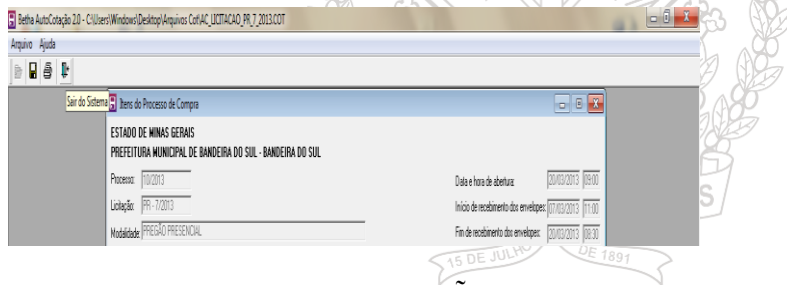 Betha AutoCotação 2.0 - C:\Users\Windows\Desktop\Arquivos Cot\AC_LICITACAO_PR_7_2013.COT
Arquivo Ajuda
Sair do Sistema
Itens do Processo de Compra
ESTADO DE MINAS GERAIS
PREFEITURA MUNICIPAL DE BANDEIRA DO SUL - BANDEIRA DO SUL
Processo: 10/2013
Data e hora de abertura: 20/03/2013 09:00
Licitação: PR - 7/2013
Início de recebimento dos envelopes: 07/03/2013 11:00
Modalidade: PREGÃO PRESENCIAL
Fim de recebimento dos envelopes: 20/03/2013 08:30
S
15 DE JULHO DE 1891